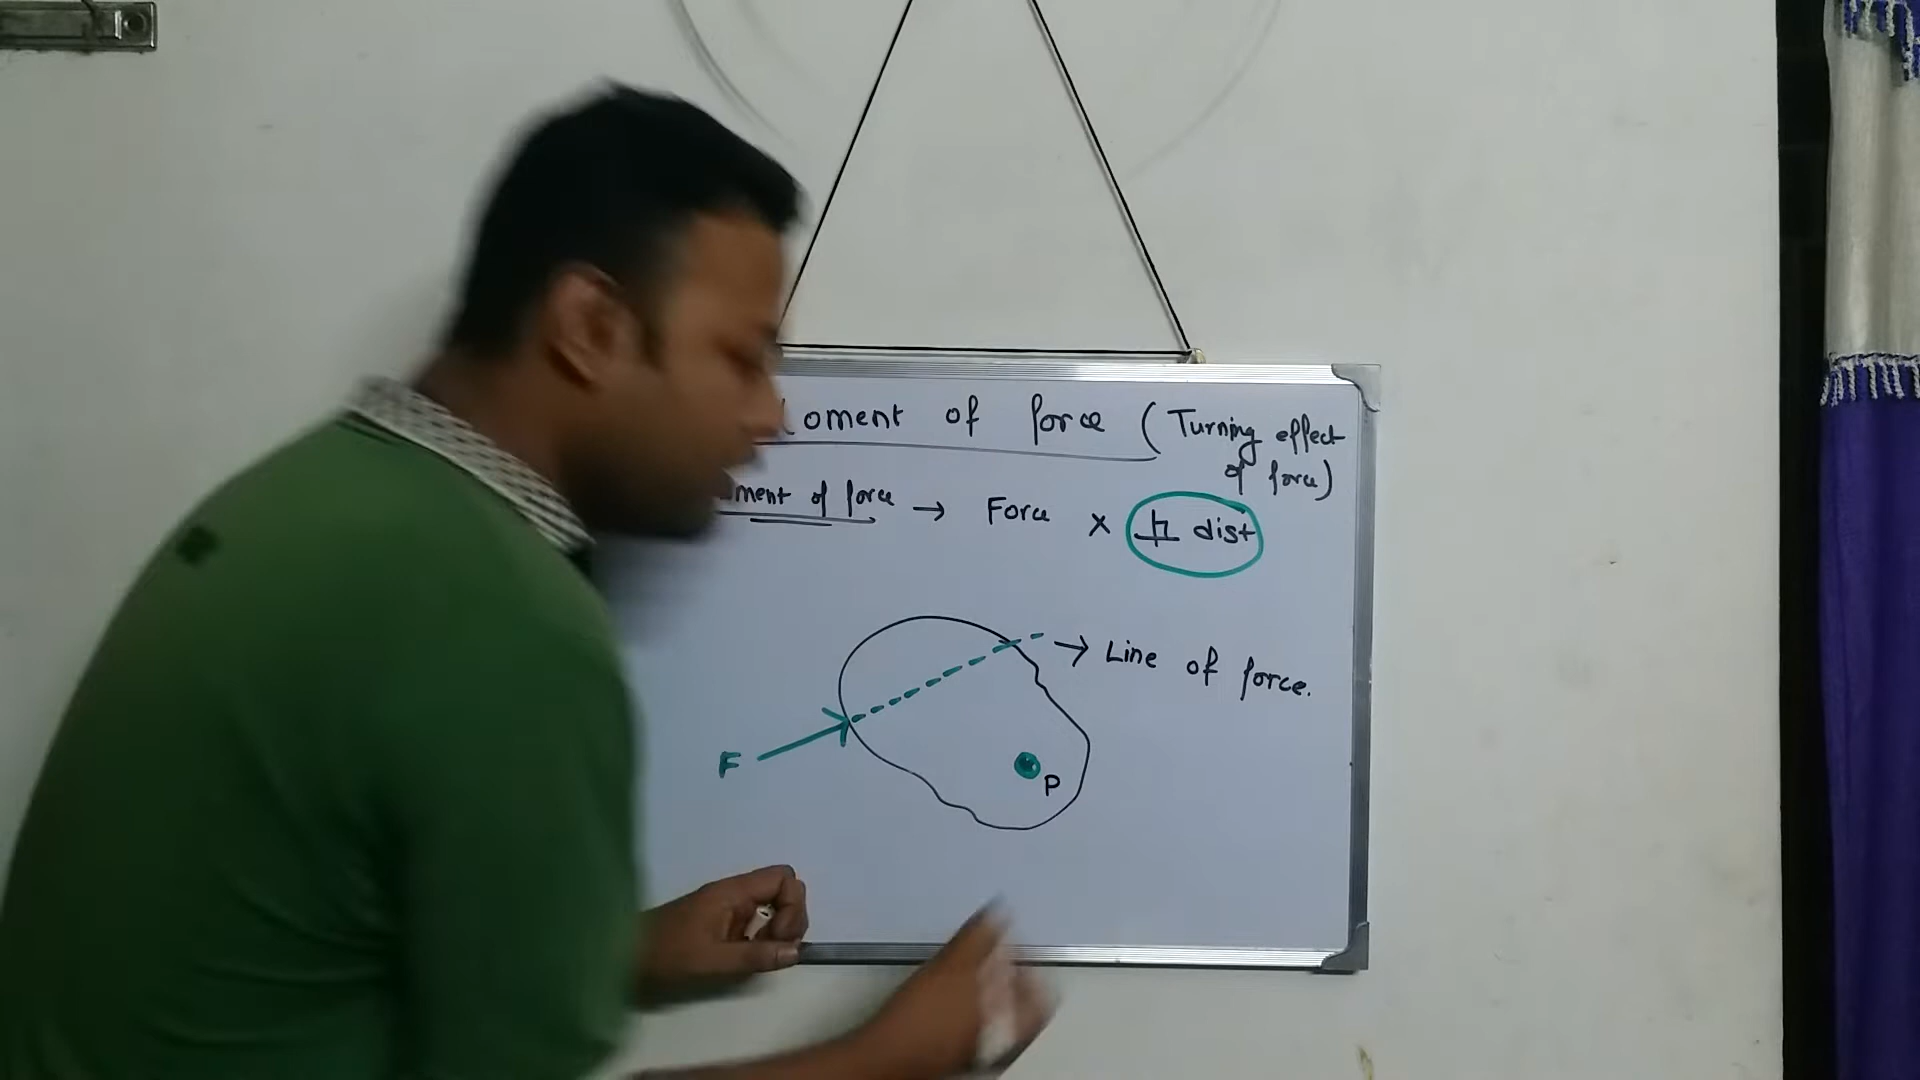 oment of force (Turning effect
of force)
ment of force → Force × ⊥r dist
→ Line of force.
F
P